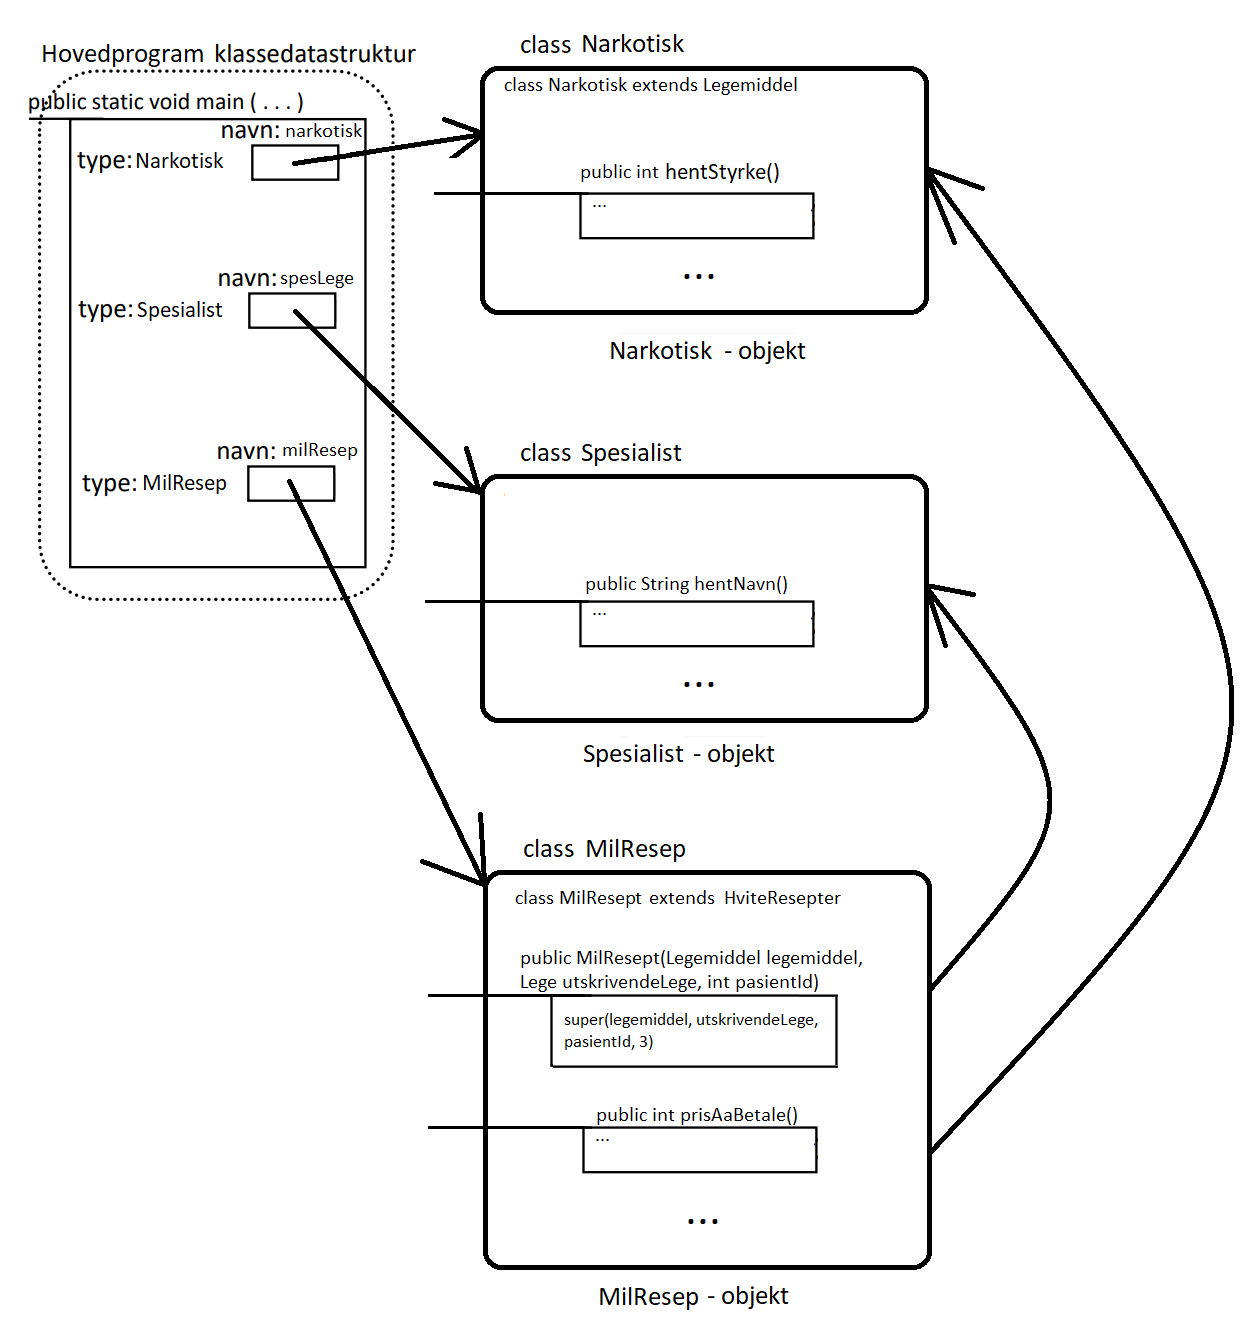 Hovedprogram klassedatastruktur
public static void main ( . . . )
navn: narkotisk
type: Narkotisk
navn: spesLege
type: Spesialist
navn: milResep
type: MilResep
class Narkotisk
class Narkotisk extends Legemiddel
public int hentStyrke()
...
...
Narkotisk - objekt
class Spesialist
public String hentNavn()
...
...
Spesialist - objekt
class MilResep
class MilResept extends HviteResepter
public MilResept(Legemiddel legemiddel,
Lege utskrivendeLege, int pasientId)
super(legemiddel, utskrivendeLege,
pasientId, 3)
public int prisAaBetale()
...
...
MilResep - objekt